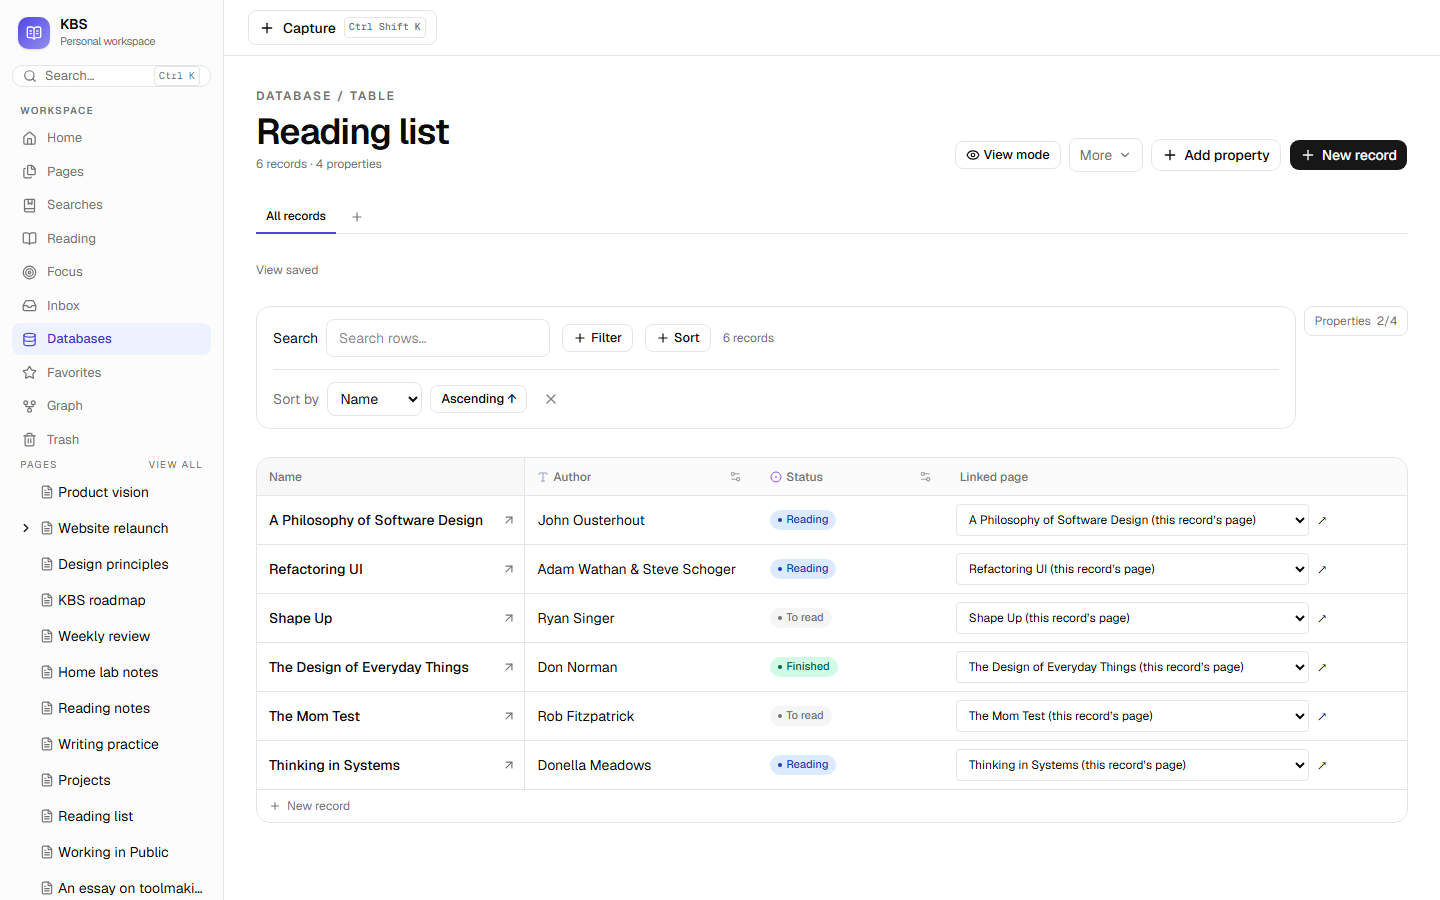 KBS
Personal workspace
Search...
Ctrl K
WORKSPACE
Home
Pages
Searches
Reading
Focus
Inbox
Databases
Favorites
Graph
Trash
PAGES
VIEW ALL
Product vision
Website relaunch
Design principles
KBS roadmap
Weekly review
Home lab notes
Reading notes
Writing practice
Projects
Reading list
Working in Public
An essay on toolmaki...
Capture Ctrl Shift K
DATABASE / TABLE
Reading list
6 records · 4 properties
View mode
More
Add property
New record
All records
View saved
Search Search rows... Filter Sort 6 records
Properties 2/4
Sort by Name Ascending ↑
Name Author Status Linked page
A Philosophy of Software Design John Ousterhout Reading A Philosophy of Software Design (this record's page)
Refactoring UI Adam Wathan & Steve Schoger Reading Refactoring UI (this record's page)
Shape Up Ryan Singer To read Shape Up (this record's page)
The Design of Everyday Things Don Norman Finished The Design of Everyday Things (this record's page)
The Mom Test Rob Fitzpatrick To read The Mom Test (this record's page)
Thinking in Systems Donella Meadows Reading Thinking in Systems (this record's page)
New record